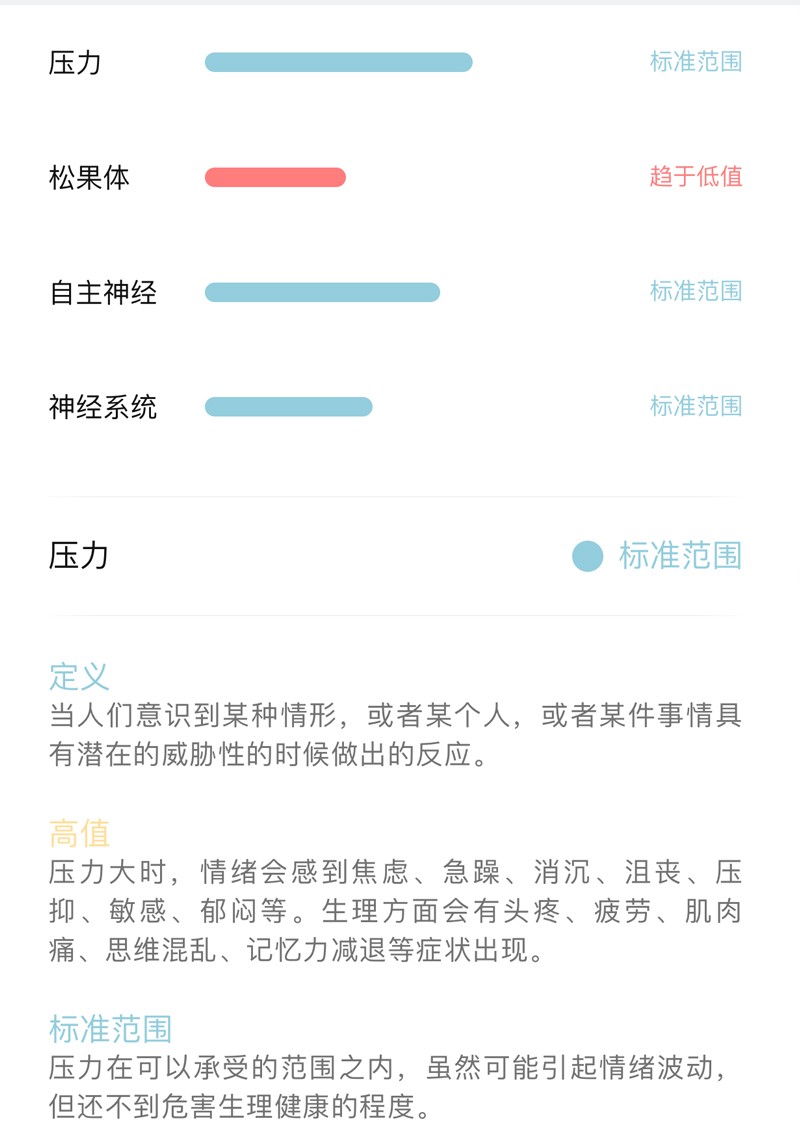 压力 标准范围
松果体 趋于低值
自主神经 标准范围
神经系统 标准范围
压力 标准范围
定义
当人们意识到某种情形，或者某个人，或者某件事情具
有潜在的威胁性的时候做出的反应。
高值
压力大时，情绪会感到焦虑、急躁、消沉、沮丧、压
抑、敏感、郁闷等。生理方面会有头疼、疲劳、肌肉
痛、思维混乱、记忆力减退等症状出现。
标准范围
压力在可以承受的范围之内，虽然可能引起情绪波动，
但还不到危害生理健康的程度。